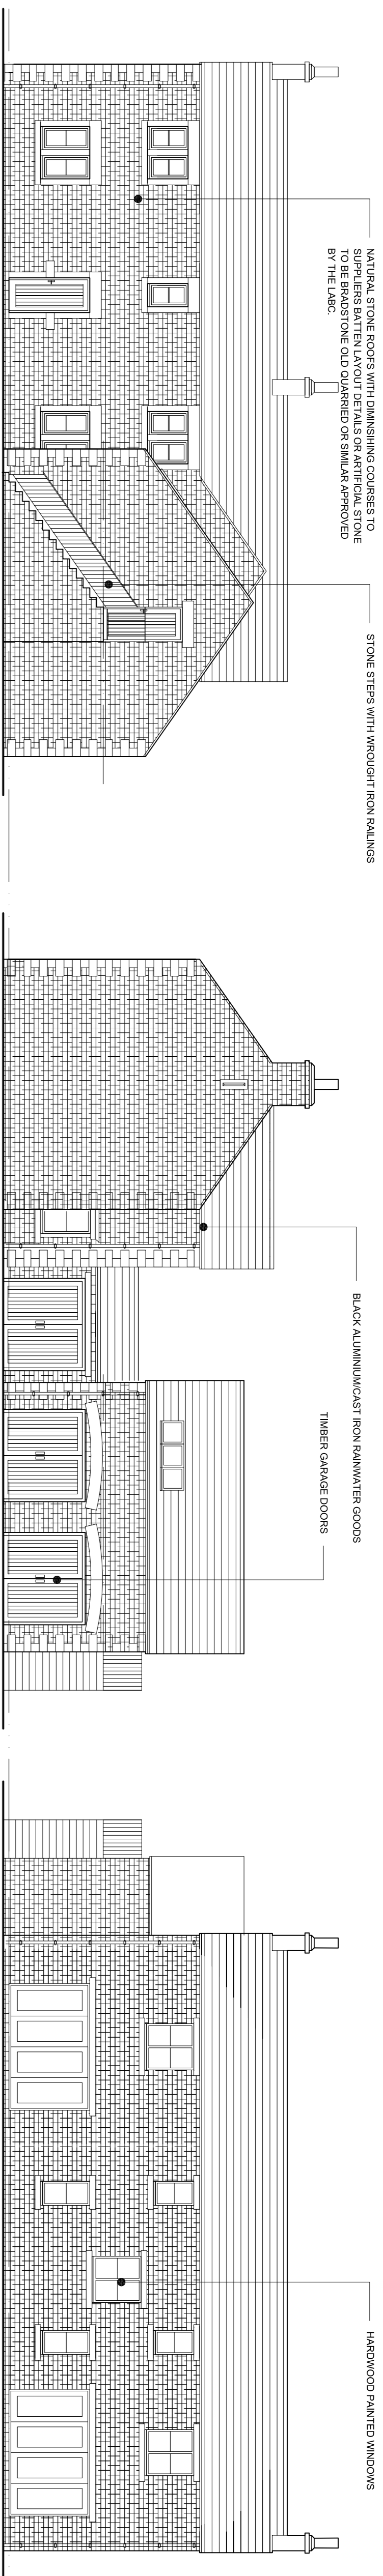 NATURAL STONE ROOFS WITH DIMINSIHING COURSES TO
SUPPLIERS BATTEN LAYOUT DETAILS OR ARTIFICIAL STONE
TO BE BRADSTONE OLD QUARRIED OR SIMILAR APPROVED
BY THE LABC.
STONE STEPS WITH WROUGHT IRON RAILINGS
BLACK ALUMINIUM/CAST IRON RAINWATER GOODS
TIMBER GARAGE DOORS
HARDWOOD PAINTED WINDOWS